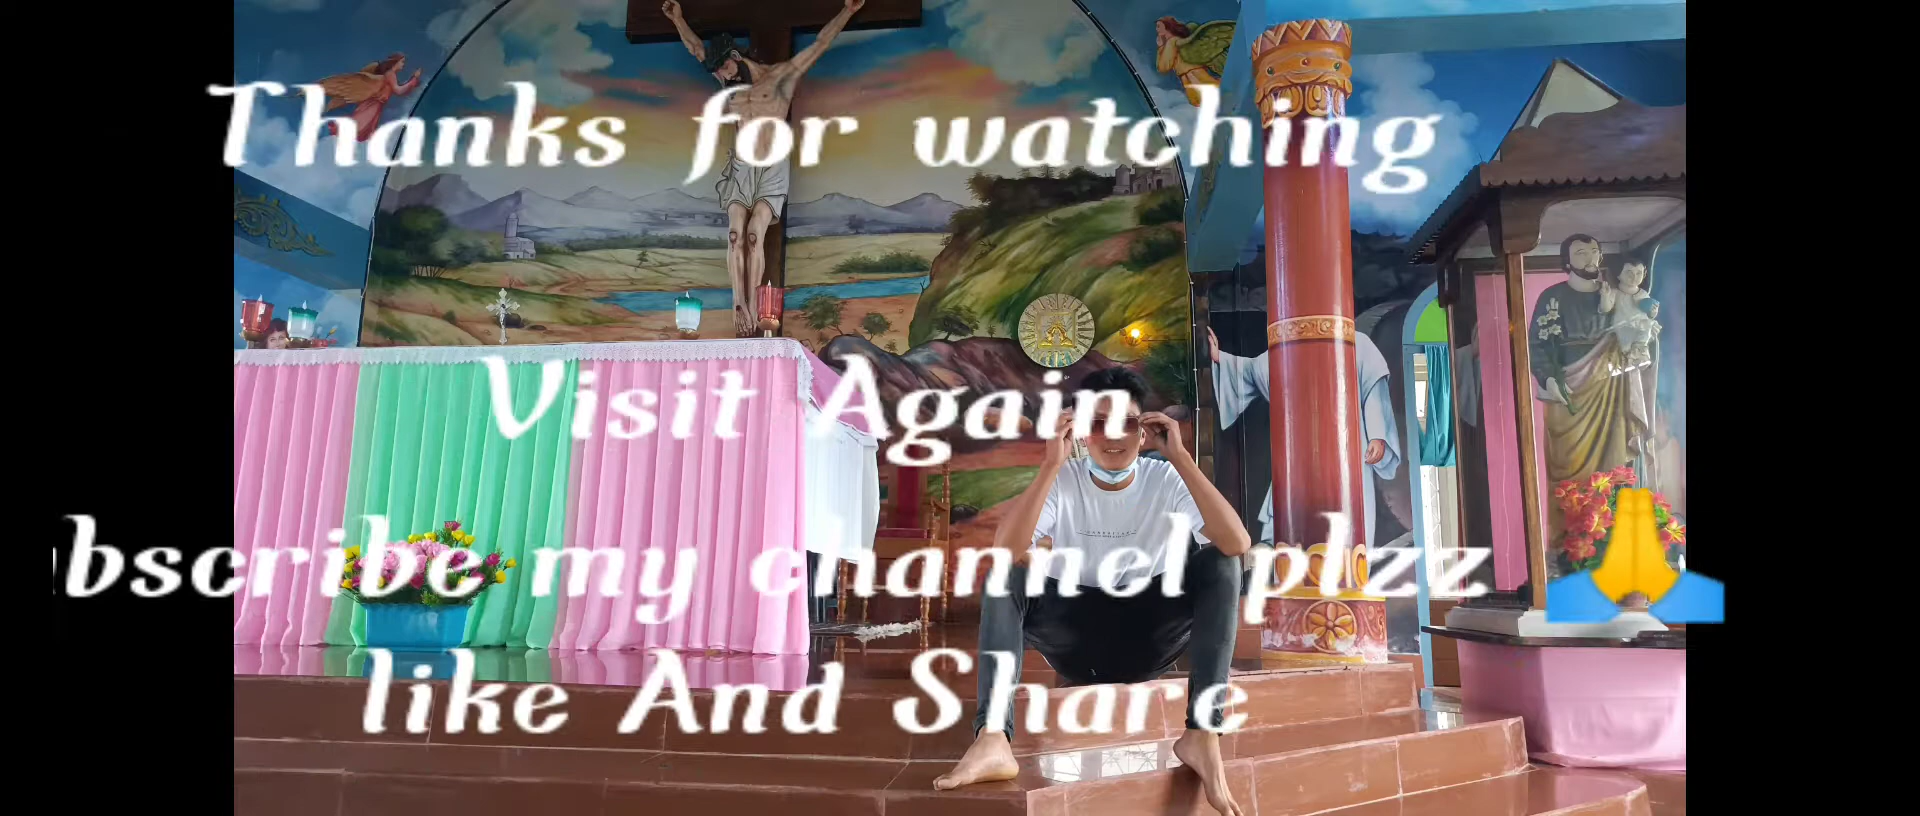 Thanks for watching
Visit Again
bscribe my channel plzz 🙏
like And Share